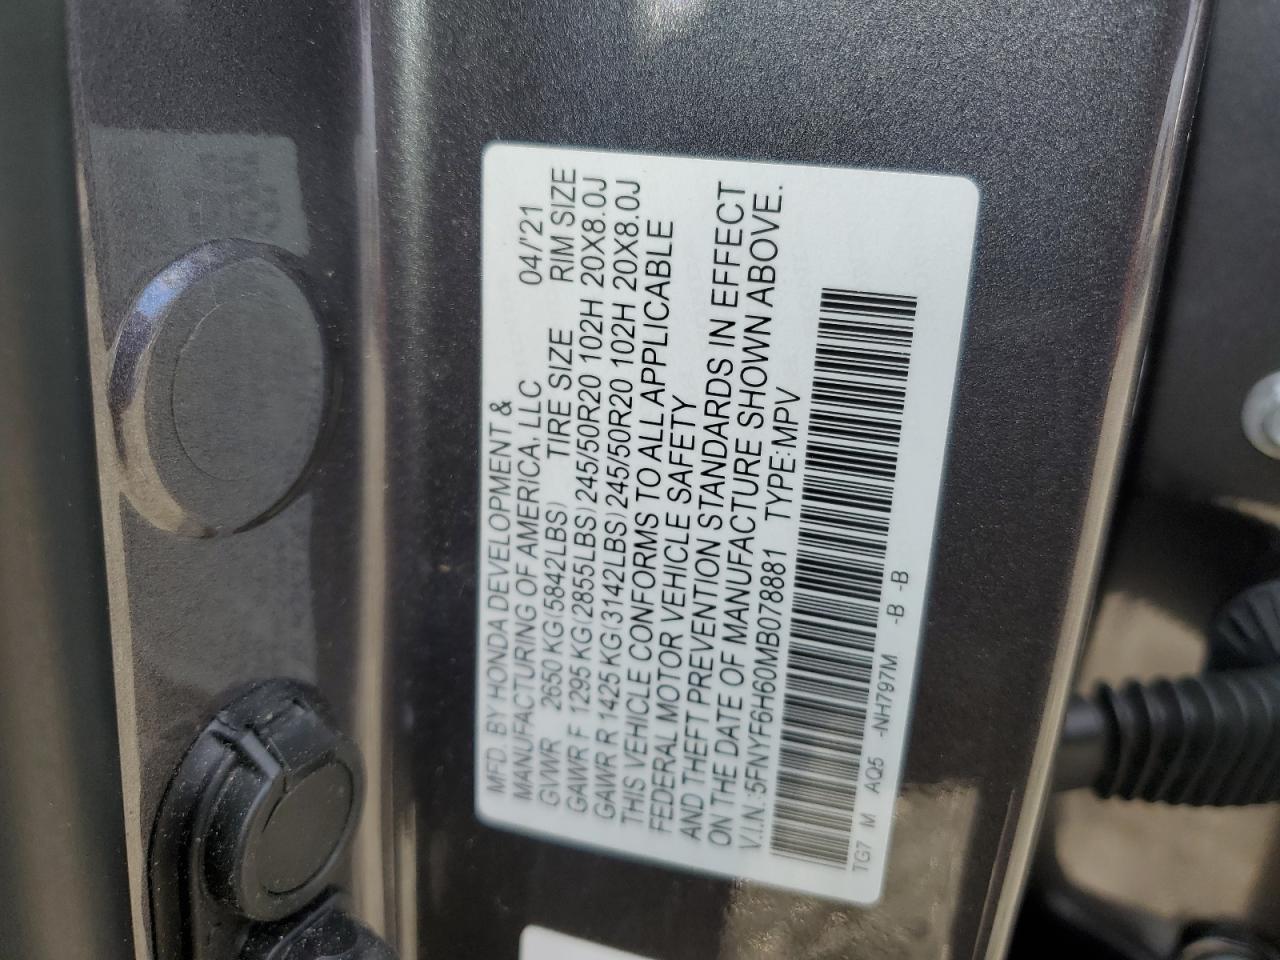 MFD. BY HONDA DEVELOPMENT &
MANUFACTURING OF AMERICA, LLC 04/'21
GVWR 2650 KG (5842LBS) TIRE SIZE RIM SIZE
GAWR F 1295 KG (2855LBS) 245/50R20 102H 20X8.0J
GAWR R 1425 KG (3142LBS) 245/50R20 102H 20X8.0J
THIS VEHICLE CONFORMS TO ALL APPLICABLE
FEDERAL MOTOR VEHICLE SAFETY
AND THEFT PREVENTION STANDARDS IN EFFECT
ON THE DATE OF MANUFACTURE SHOWN ABOVE.
V.I.N.:5FNYF6H60MB078881 TYPE:MPV
TG7 M AQ5 -NH797M -B -B